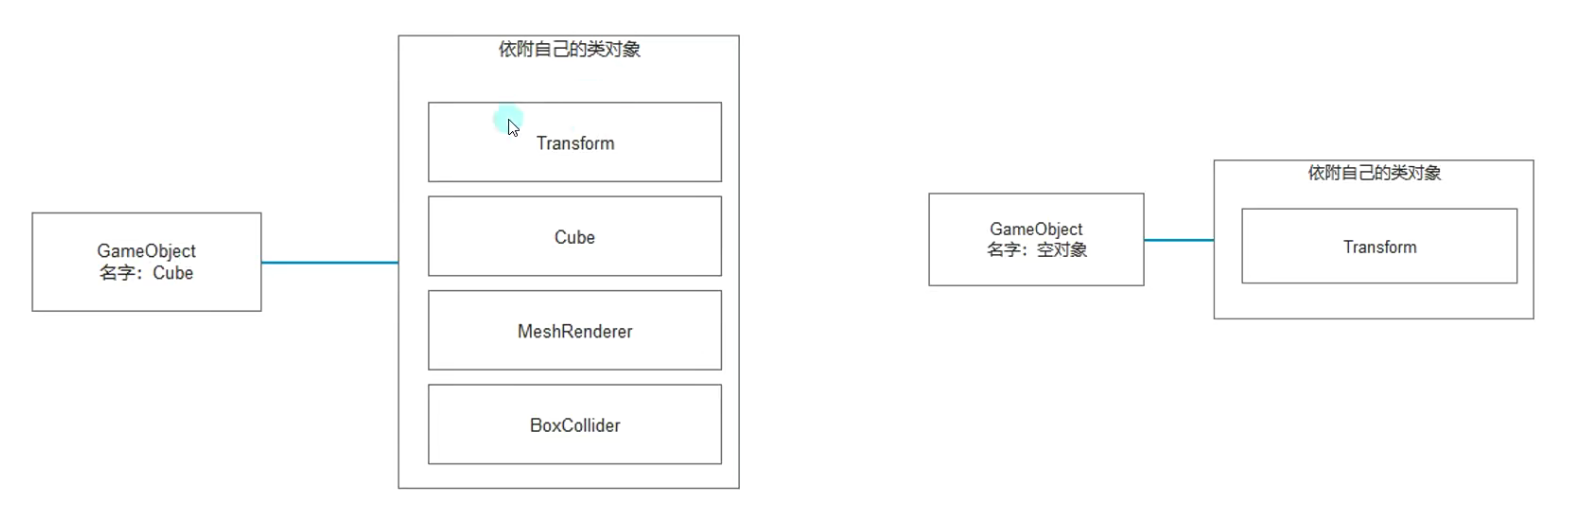 依附自己的类对象
Transform
Cube
MeshRenderer
BoxCollider
GameObject
名字：Cube
依附自己的类对象
Transform
GameObject
名字：空对象